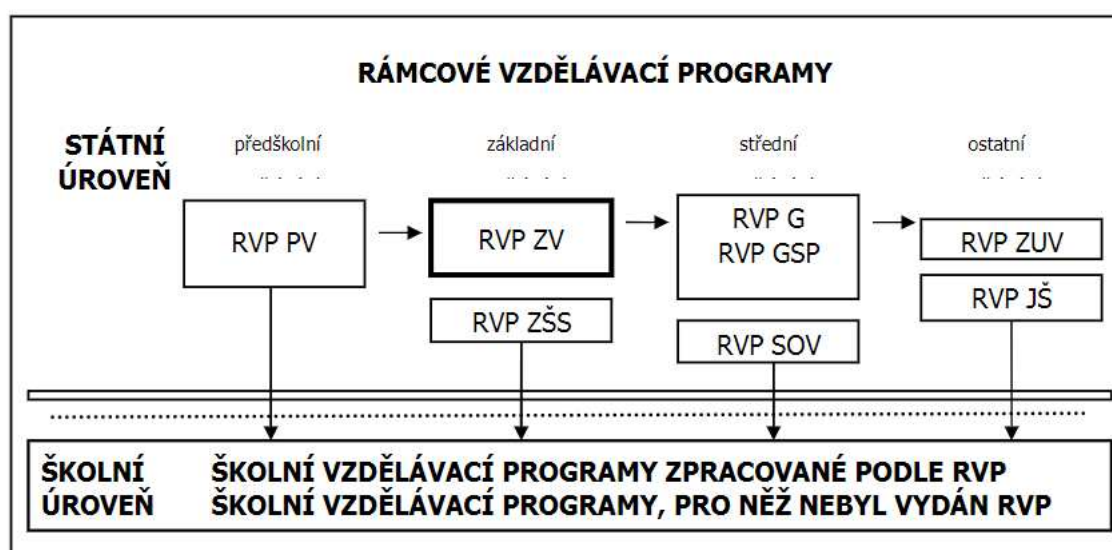 RÁMCOVÉ VZDĚLÁVACÍ PROGRAMY
STÁTNÍ ÚROVEŇ
předškolní
základní
střední
ostatní
RVP PV
RVP ZV
RVP G
RVP GSP
RVP ZUV
RVP ZŠS
RVP JŠ
RVP SOV
ŠKOLNÍ ÚROVEŇ
ŠKOLNÍ VZDĚLÁVACÍ PROGRAMY ZPRACOVANÉ PODLE RVP
ŠKOLNÍ VZDĚLÁVACÍ PROGRAMY, PRO NĚŽ NEBYL VYDÁN RVP